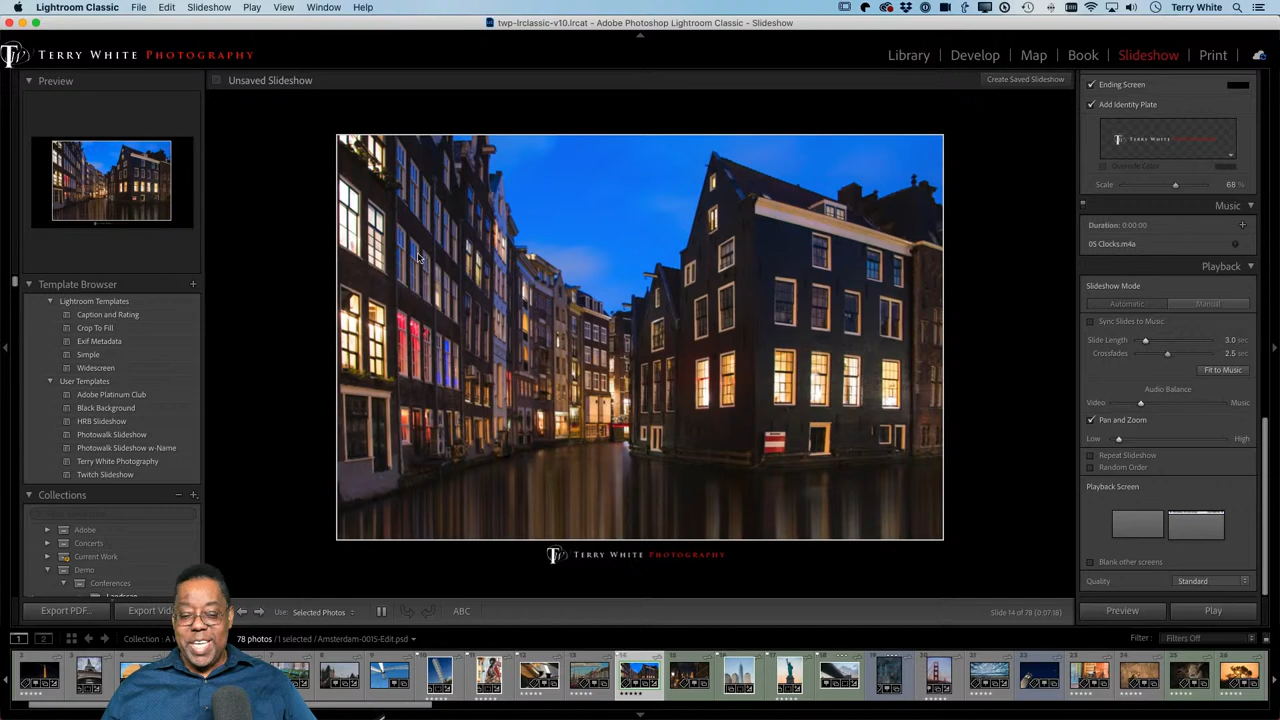 Lightroom Classic File Edit Slideshow Play View Window Help Terry White
twp-lrclassic-v10.lrcat - Adobe Photoshop Lightroom Classic - Slideshow
TERRY WHITE PHOTOGRAPHY
Library | Develop | Map | Book | Slideshow | Print
Preview
Unsaved Slideshow
Create Saved Slideshow
Ending Screen
Add Identity Plate
TERRY WHITE PHOTOGRAPHY
Override Color
Scale 68 %
Music
Duration: 0:00:00
05 Clocks.m4a
Playback
Slideshow Mode
Automatic Manual
Sync Slides to Music
Slide Length 3.0 sec
Crossfades 2.5 sec
Fit to Music
Audio Balance
Video Music
Pan and Zoom
Low High
Repeat Slideshow
Random Order
Playback Screen
Blank other screens
Quality Standard
Preview Play
Template Browser
Lightroom Templates
Caption and Rating
Crop To Fill
Exif Metadata
Simple
Widescreen
User Templates
Adobe Platinum Club
Black Background
HRB Slideshow
Photowalk Slideshow
Photowalk Slideshow w-Name
Terry White Photography
Twitch Slideshow
Collections
Adobe
Concerts
Current Work
Demo
Conferences
TERRY WHITE PHOTOGRAPHY
Export PDF... Export
Use: Selected Photos ABC Slide 14 of 78 (0:07:18)
1 2 Collection : A 78 photos / 1 selected / Amsterdam-0015-Edit.psd Filter : Filters Off